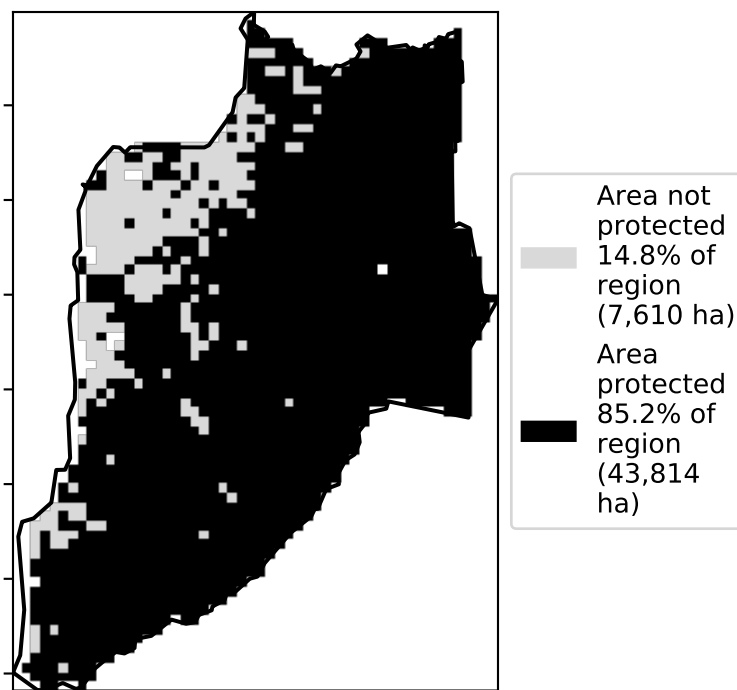 Area not
protected
14.8% of
region
(7,610 ha)
Area
protected
85.2% of
region
(43,814
ha)